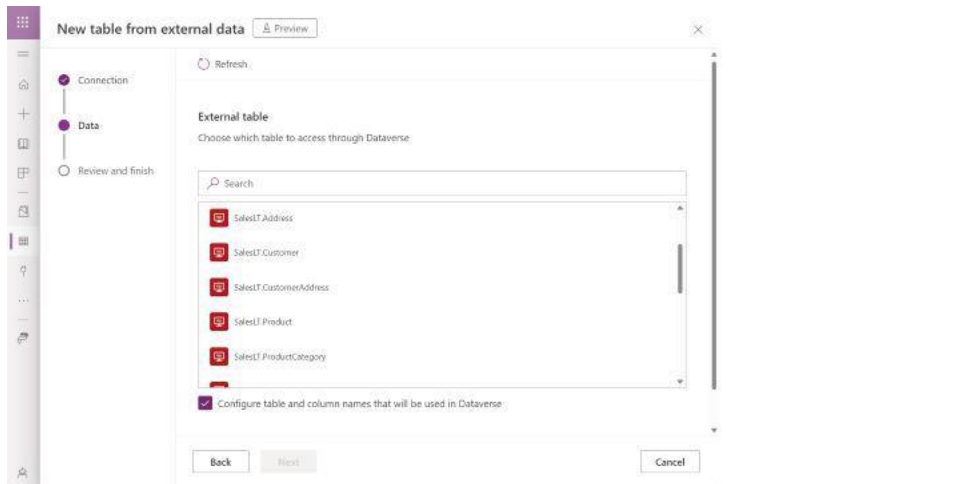 New table from external data
Preview
Refresh
Connection
Data
Review and finish
External table
Choose which table to access through Dataverse
Search
SalesLT.Address
SalesLT.Customer
SalesLT.CustomerAddress
SalesLT.Product
SalesLT.ProductCategory
Configure table and column names that will be used in Dataverse
Back
Next
Cancel